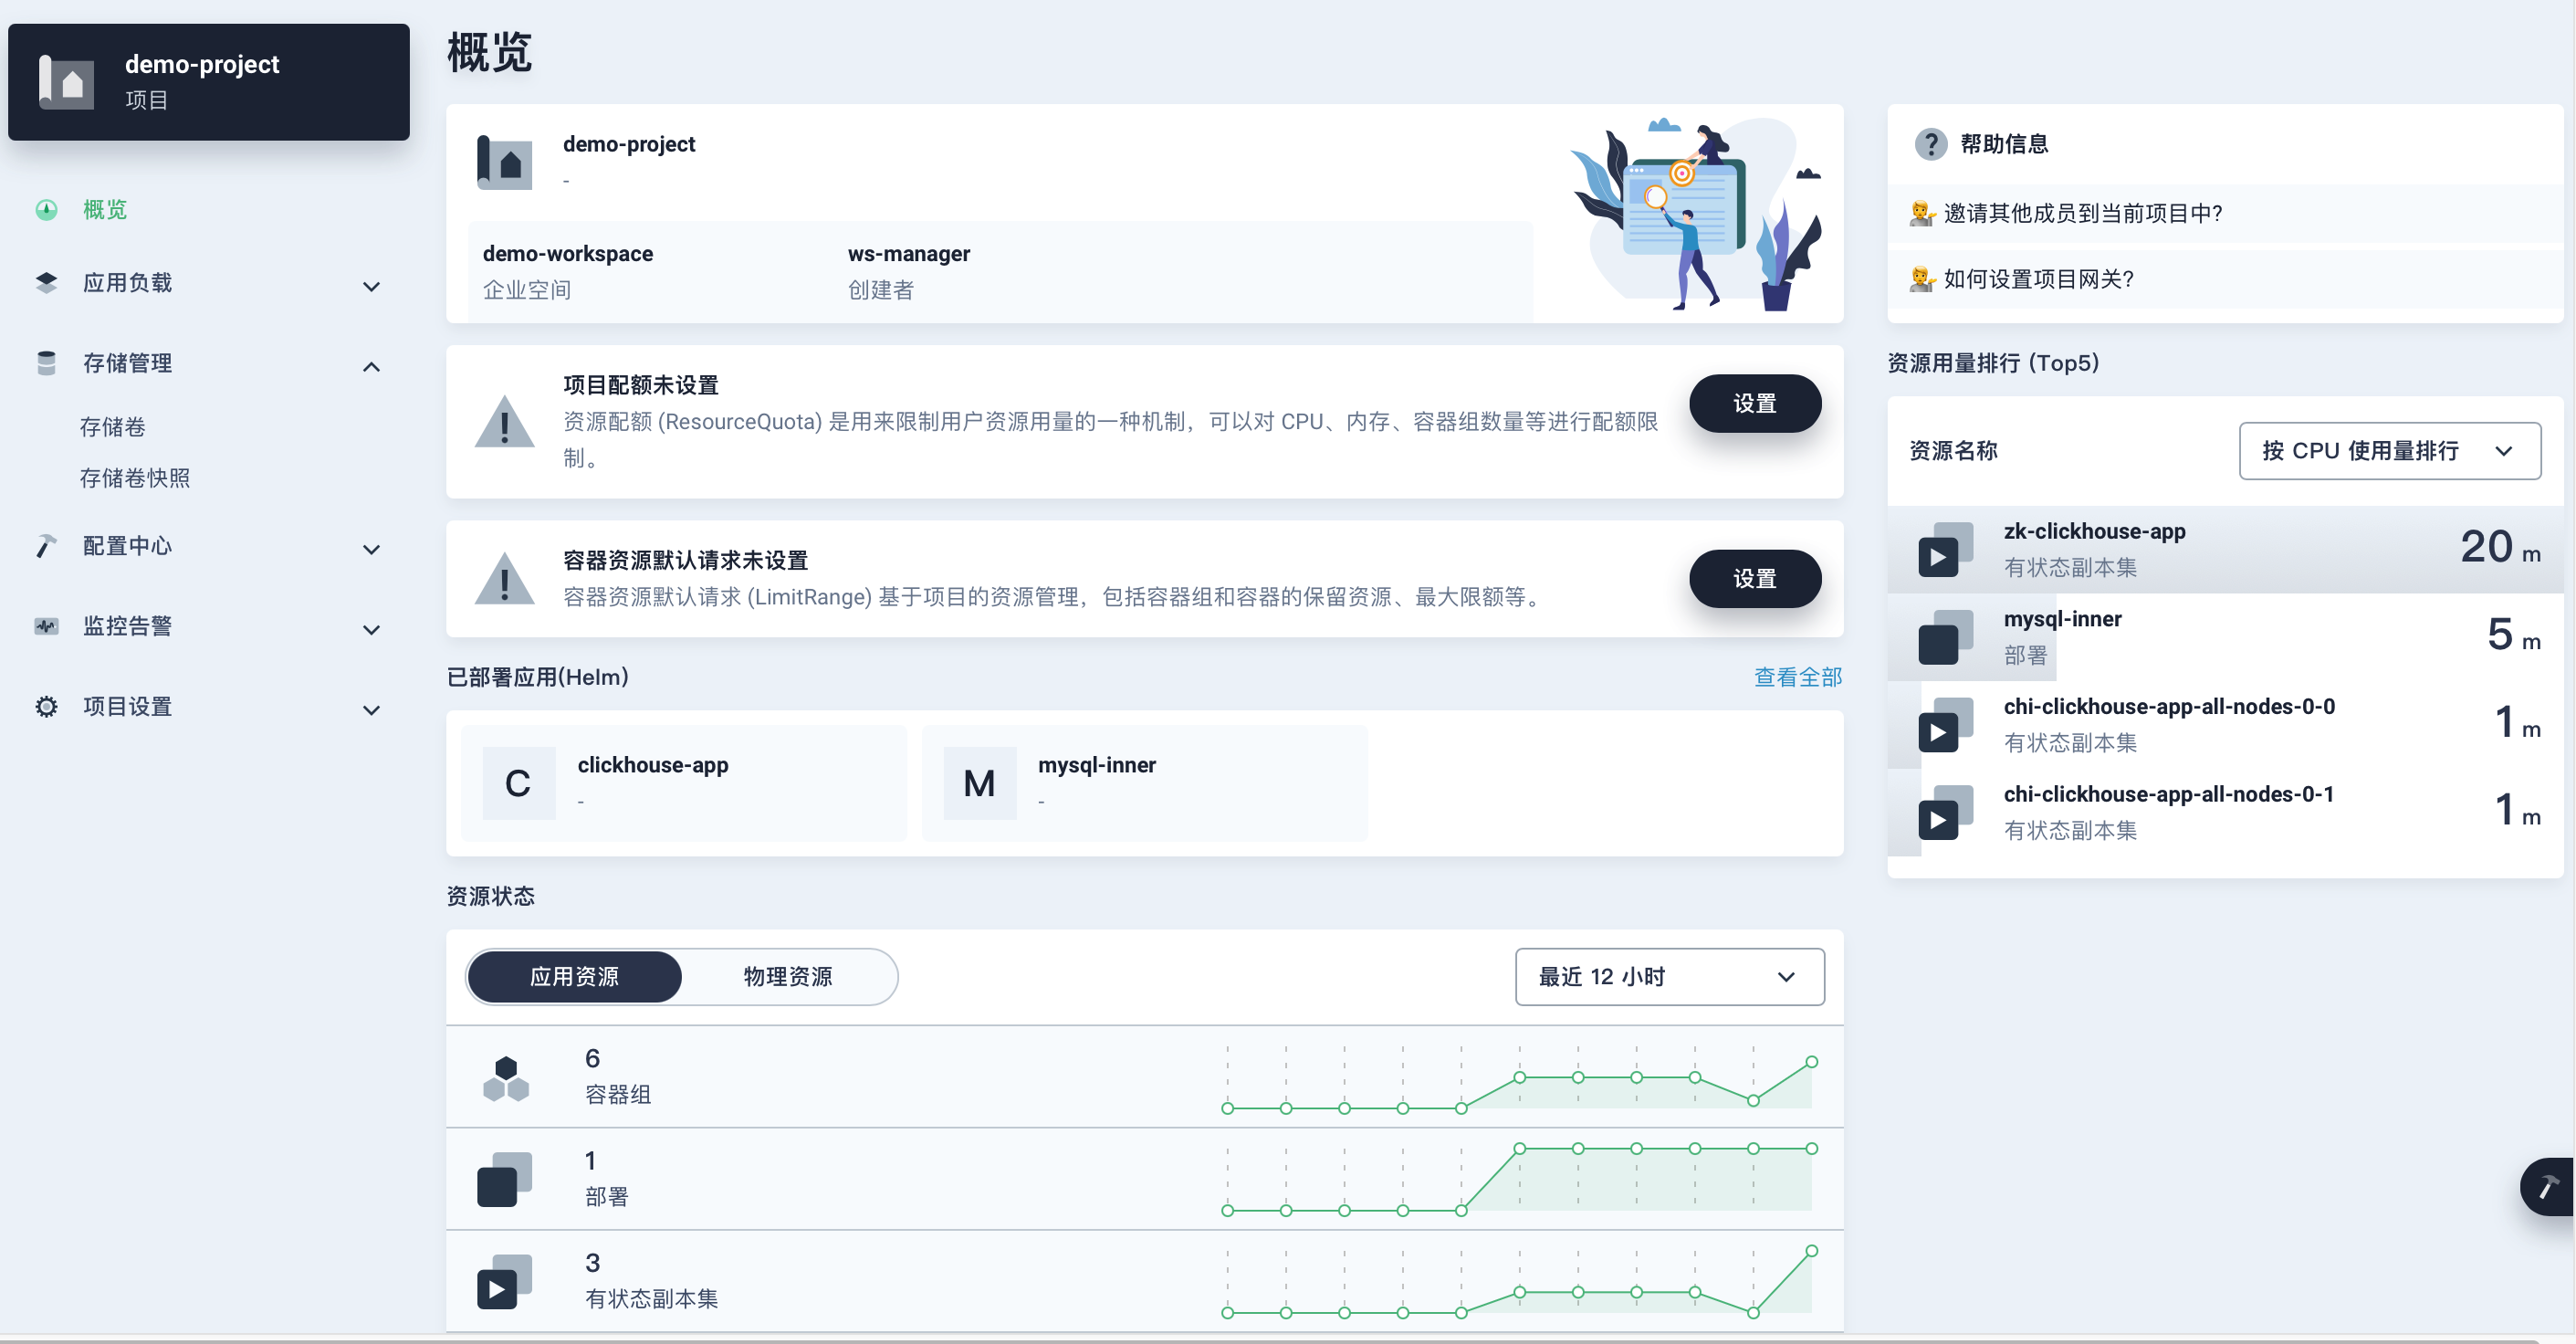 demo-project
项目
概览
应用负载
存储管理
存储卷
存储卷快照
配置中心
监控告警
项目设置
概览
demo-project
-
demo-workspace
企业空间
ws-manager
创建者
项目配额未设置
资源配额 (ResourceQuota) 是用来限制用户资源用量的一种机制，可以对 CPU、内存、容器组数量等进行配额限
制。
设置
容器资源默认请求未设置
容器资源默认请求 (LimitRange) 基于项目的资源管理，包括容器组和容器的保留资源、最大限额等。
设置
已部署应用(Helm)
查看全部
C
clickhouse-app
-
M
mysql-inner
-
资源状态
应用资源
物理资源
最近 12 小时
6
容器组
1
部署
3
有状态副本集
? 帮助信息
邀请其他成员到当前项目中?
如何设置项目网关?
资源用量排行 (Top5)
资源名称
按 CPU 使用量排行
zk-clickhouse-app
有状态副本集
20 m
mysql-inner
部署
5 m
chi-clickhouse-app-all-nodes-0-0
有状态副本集
1 m
chi-clickhouse-app-all-nodes-0-1
有状态副本集
1 m